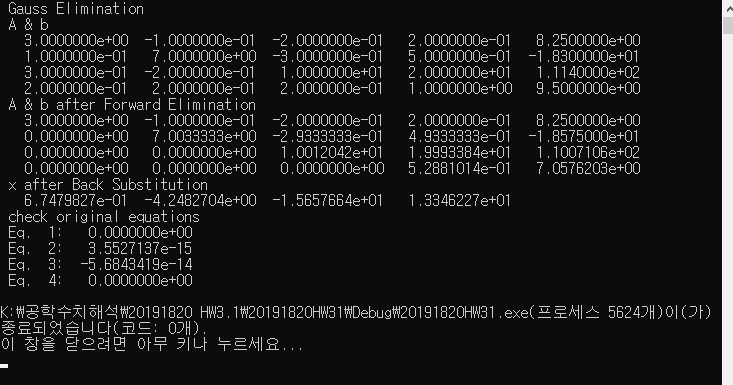 Gauss Elimination
A & b
3.0000000e+00 -1.0000000e-01 -2.0000000e-01 2.0000000e-01 8.2500000e+00
1.0000000e-01 7.0000000e+00 -3.0000000e-01 5.0000000e-01 -1.8300000e+01
3.0000000e-01 -2.0000000e-01 1.0000000e+01 2.0000000e+01 1.1140000e+02
2.0000000e-01 2.0000000e-01 2.0000000e-01 1.0000000e+00 9.5000000e+00
A & b after Forward Elimination
3.0000000e+00 -1.0000000e-01 -2.0000000e-01 2.0000000e-01 8.2500000e+00
0.0000000e+00 7.0033333e+00 -2.9333333e-01 4.9333333e-01 -1.8575000e+01
0.0000000e+00 0.0000000e+00 1.0012042e+01 1.9993384e+01 1.1007106e+02
0.0000000e+00 0.0000000e+00 0.0000000e+00 5.2881014e-01 7.0576203e+00
x after Back Substitution
6.7479827e-01 -4.2482704e+00 -1.5657664e+01 1.3346227e+01
check original equations
Eq. 1: 0.0000000e+00
Eq. 2: 3.5527137e-15
Eq. 3: -5.6843419e-14
Eq. 4: 0.0000000e+00
K:₩공학수치해석₩20191820 HW3.1₩20191820HW31₩Debug₩20191820HW31.exe(프로세스 5624개)이(가)
종료되었습니다(코드: 0개).
이 창을 닫으려면 아무 키나 누르세요...